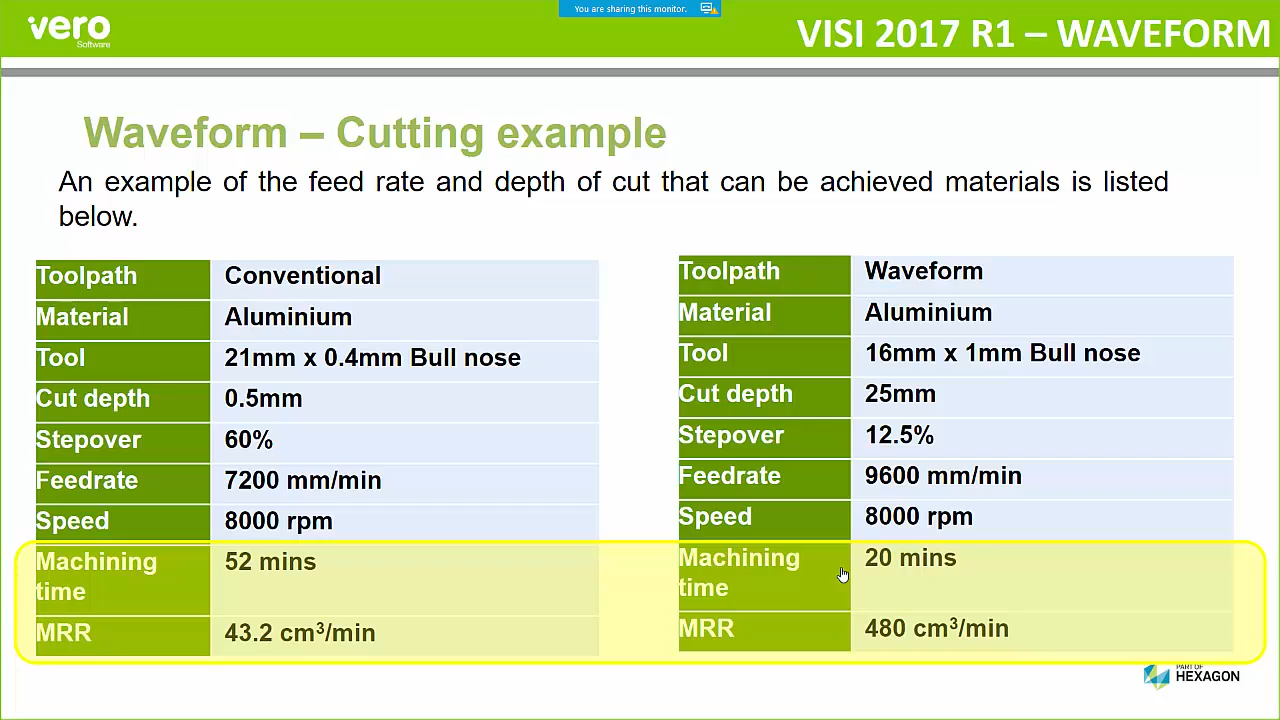 You are sharing this monitor.
vero
Software
VISI 2017 R1 – WAVEFORM
Waveform – Cutting example
An example of the feed rate and depth of cut that can be achieved materials is listed
below.
Toolpath Conventional
Material Aluminium
Tool 21mm x 0.4mm Bull nose
Cut depth 0.5mm
Stepover 60%
Feedrate 7200 mm/min
Speed 8000 rpm
Machining 52 mins
time
MRR 43.2 cm³/min
Toolpath Waveform
Material Aluminium
Tool 16mm x 1mm Bull nose
Cut depth 25mm
Stepover 12.5%
Feedrate 9600 mm/min
Speed 8000 rpm
Machining 20 mins
time
MRR 480 cm³/min
PART OF
HEXAGON